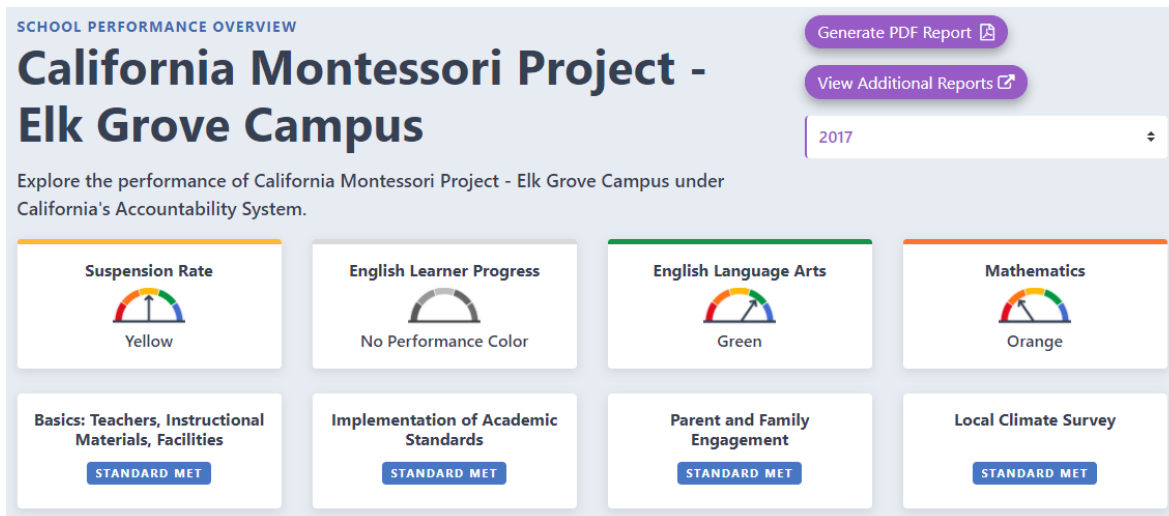 SCHOOL PERFORMANCE OVERVIEW
California Montessori Project -
Elk Grove Campus
Explore the performance of California Montessori Project - Elk Grove Campus under
California's Accountability System.
Generate PDF Report
View Additional Reports
2017
Suspension Rate
Yellow
English Learner Progress
No Performance Color
English Language Arts
Green
Mathematics
Orange
Basics: Teachers, Instructional
Materials, Facilities
STANDARD MET
Implementation of Academic
Standards
STANDARD MET
Parent and Family
Engagement
STANDARD MET
Local Climate Survey
STANDARD MET